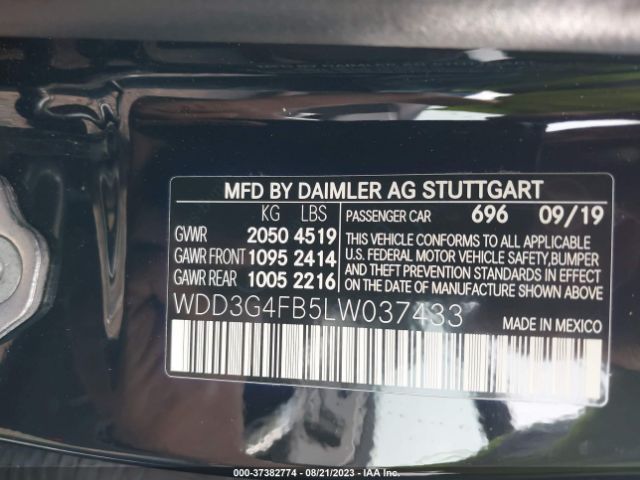 MFD BY DAIMLER AG STUTTGART
KG LBS
GVWR 2050 4519
GAWR FRONT 1095 2414
GAWR REAR 1005 2216
PASSENGER CAR 696 09/19
THIS VEHICLE CONFORMS TO ALL APPLICABLE
U.S. FEDERAL MOTOR VEHICLE SAFETY,BUMPER
AND THEFT PREVENTION STANDARDS IN EFFECT
ON THE DATE OF MANUFACTURE SHOWN ABOVE.
WDD3G4FB5LW037433
MADE IN MEXICO
000-37382774 - 08/21/2023 - IAA Inc.